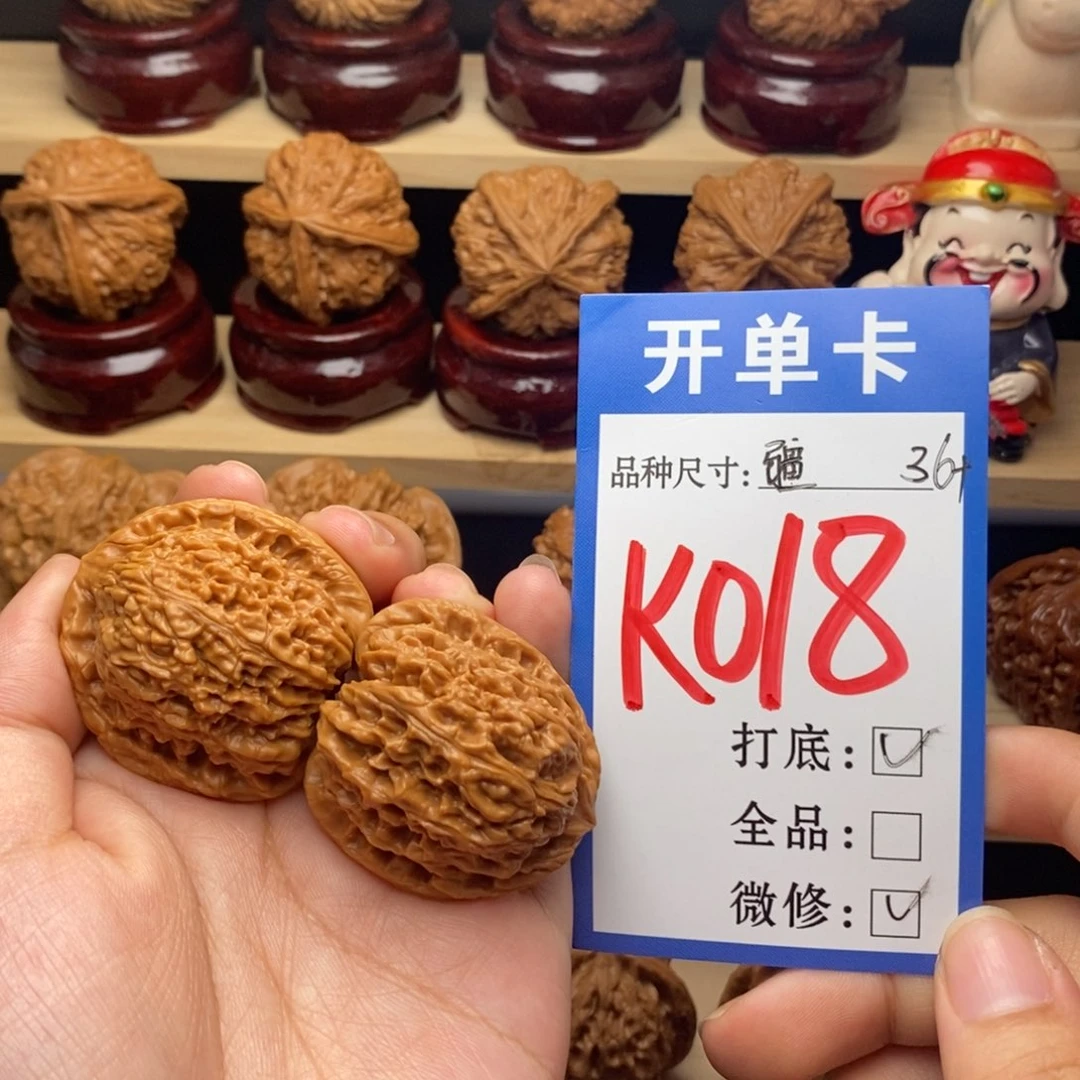 开单卡
品种尺寸: 36+
K018
打底: ✓
全品:
微修: ✓